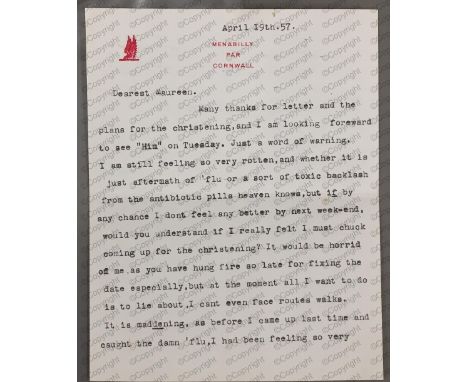 April 19th.57.
MENABILLY
PAR
CORNWALL
Dearest Maureen.
Many thanks for letter and the
plans for the christening,and I am looking foreward
to see "Him" on Tuesday. Just a word of warning.
I am still feeling so very rotten,and whether it is
just aftermath of 'flu or a sort of toxic backlash
from the antibiotic pills heaven knows,but if by
any chance I dont feel any better by next week-end,
would you understand if I really felt I must chuck
coming up for the christening? It would be horrid
of me as you have hung fire so late for fixing the
date especially,but at the moment all I want to do
is to lie about,I cant even face routes walks.
It is maddening, as before I came up last time and
caught the damn 'flu,I had been feeling so very